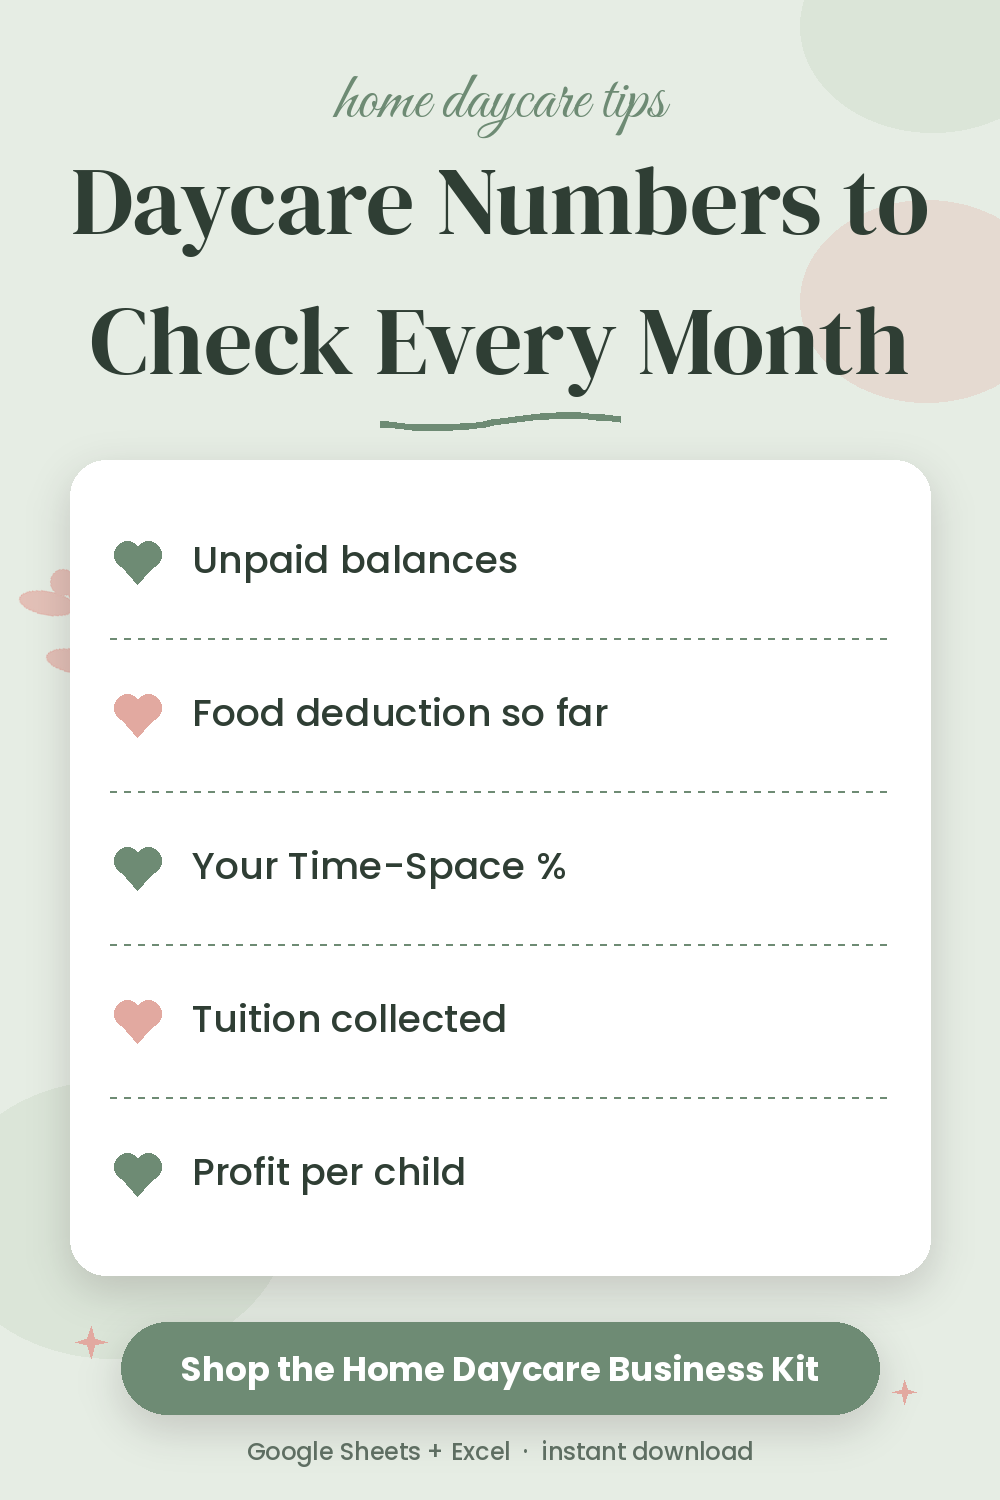 home daycare tips
Daycare Numbers to
Check Every Month
Unpaid balances
Food deduction so far
Your Time-Space %
Tuition collected
Profit per child
Shop the Home Daycare Business Kit
Google Sheets + Excel · instant download